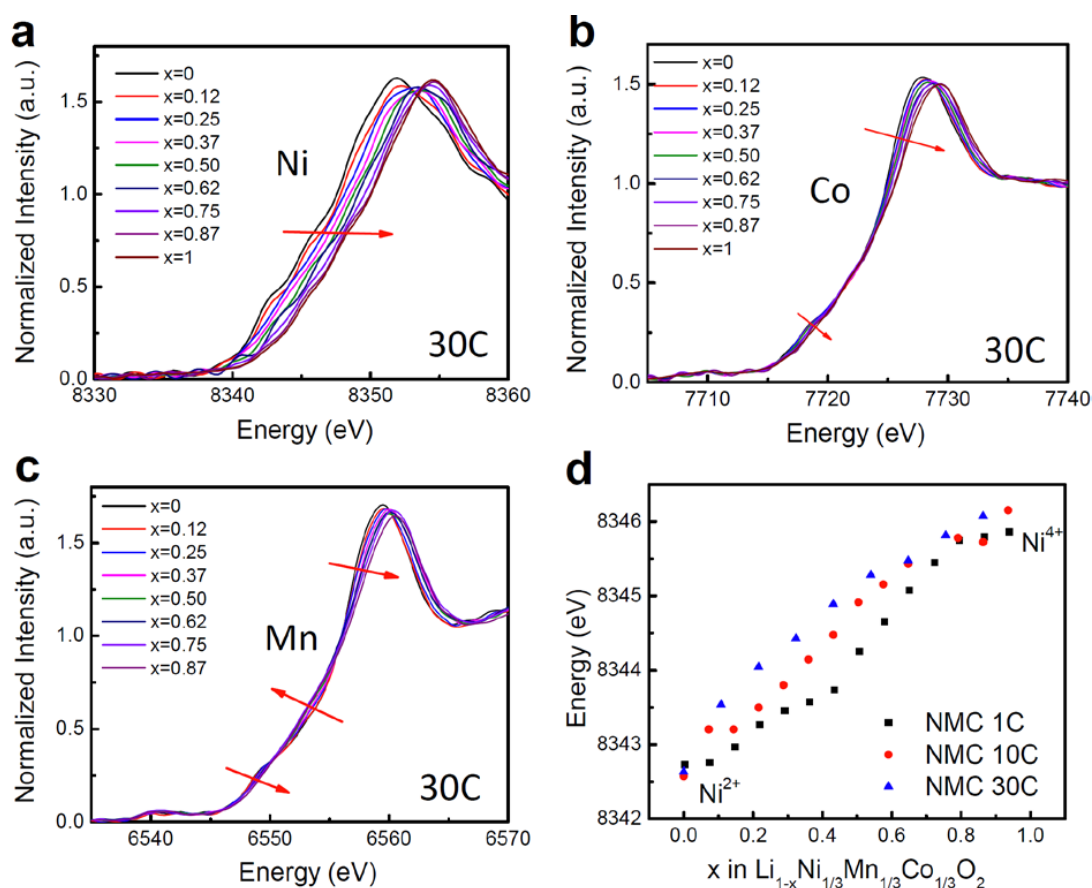 a
Normalized Intensity (a.u.)
1.5
1.0
0.5
0.0
x=0
x=0.12
x=0.25
x=0.37
x=0.50
x=0.62
x=0.75
x=0.87
x=1
Ni
30C
8330 8340 8350 8360
Energy (eV)
b
Normalized Intensity (a.u.)
1.5
1.0
0.5
0.0
x=0
x=0.12
x=0.25
x=0.37
x=0.50
x=0.62
x=0.75
x=0.87
x=1
Co
30C
7710 7720 7730 7740
Energy (eV)
c
Normalized Intensity (a.u.)
1.5
1.0
0.5
0.0
x=0
x=0.12
x=0.25
x=0.37
x=0.50
x=0.62
x=0.75
x=0.87
Mn
30C
6540 6550 6560 6570
Energy (eV)
d
Energy (eV)
8346
8345
8344
8343
8342
Ni⁴⁺
Ni²⁺
NMC 1C
NMC 10C
NMC 30C
0.0 0.2 0.4 0.6 0.8 1.0
x in Li₁₋ₓNi₁/₃Mn₁/₃Co₁/₃O₂